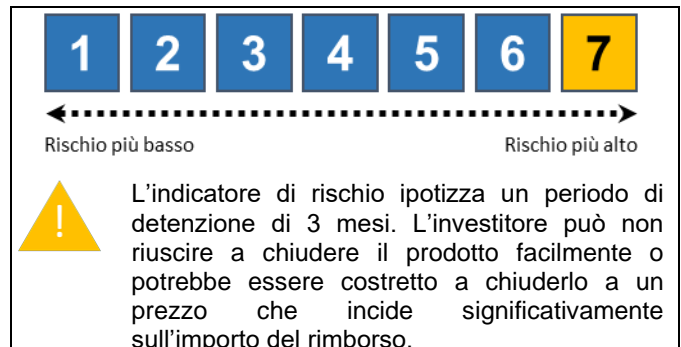 1 2 3 4 5 6 7
Rischio più basso Rischio più alto
!
L'indicatore di rischio ipotizza un periodo di
detenzione di 3 mesi. L'investitore può non
riuscire a chiudere il prodotto facilmente o
potrebbe essere costretto a chiuderlo a un
prezzo che incide significativamente
sull'importo del rimborso.